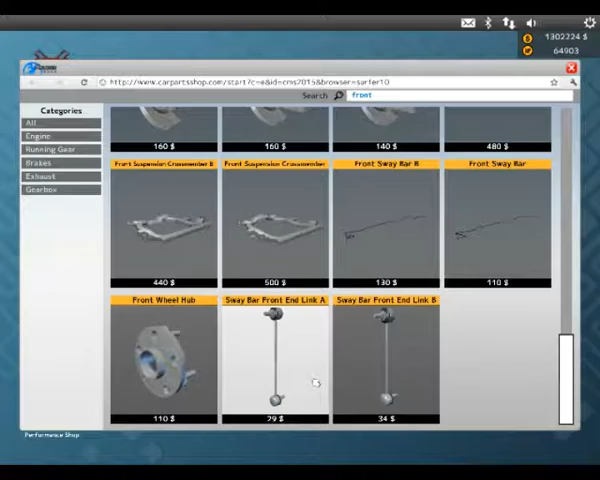 1302224 $
64903
http://www.carpartsshop.com/start?c=e&id=cms2015&browser=surfer10
Search
front
Categories
All
Engine
Running Gear
Brakes
Exhaust
Gearbox
160 $
160 $
140 $
480 $
Front Suspension Crossmember B
Front Suspension Crossmember
Front Sway Bar B
Front Sway Bar
440 $
500 $
130 $
110 $
Front Wheel Hub
Sway Bar Front End Link A
Sway Bar Front End Link B
110 $
29 $
34 $
Performance Shop